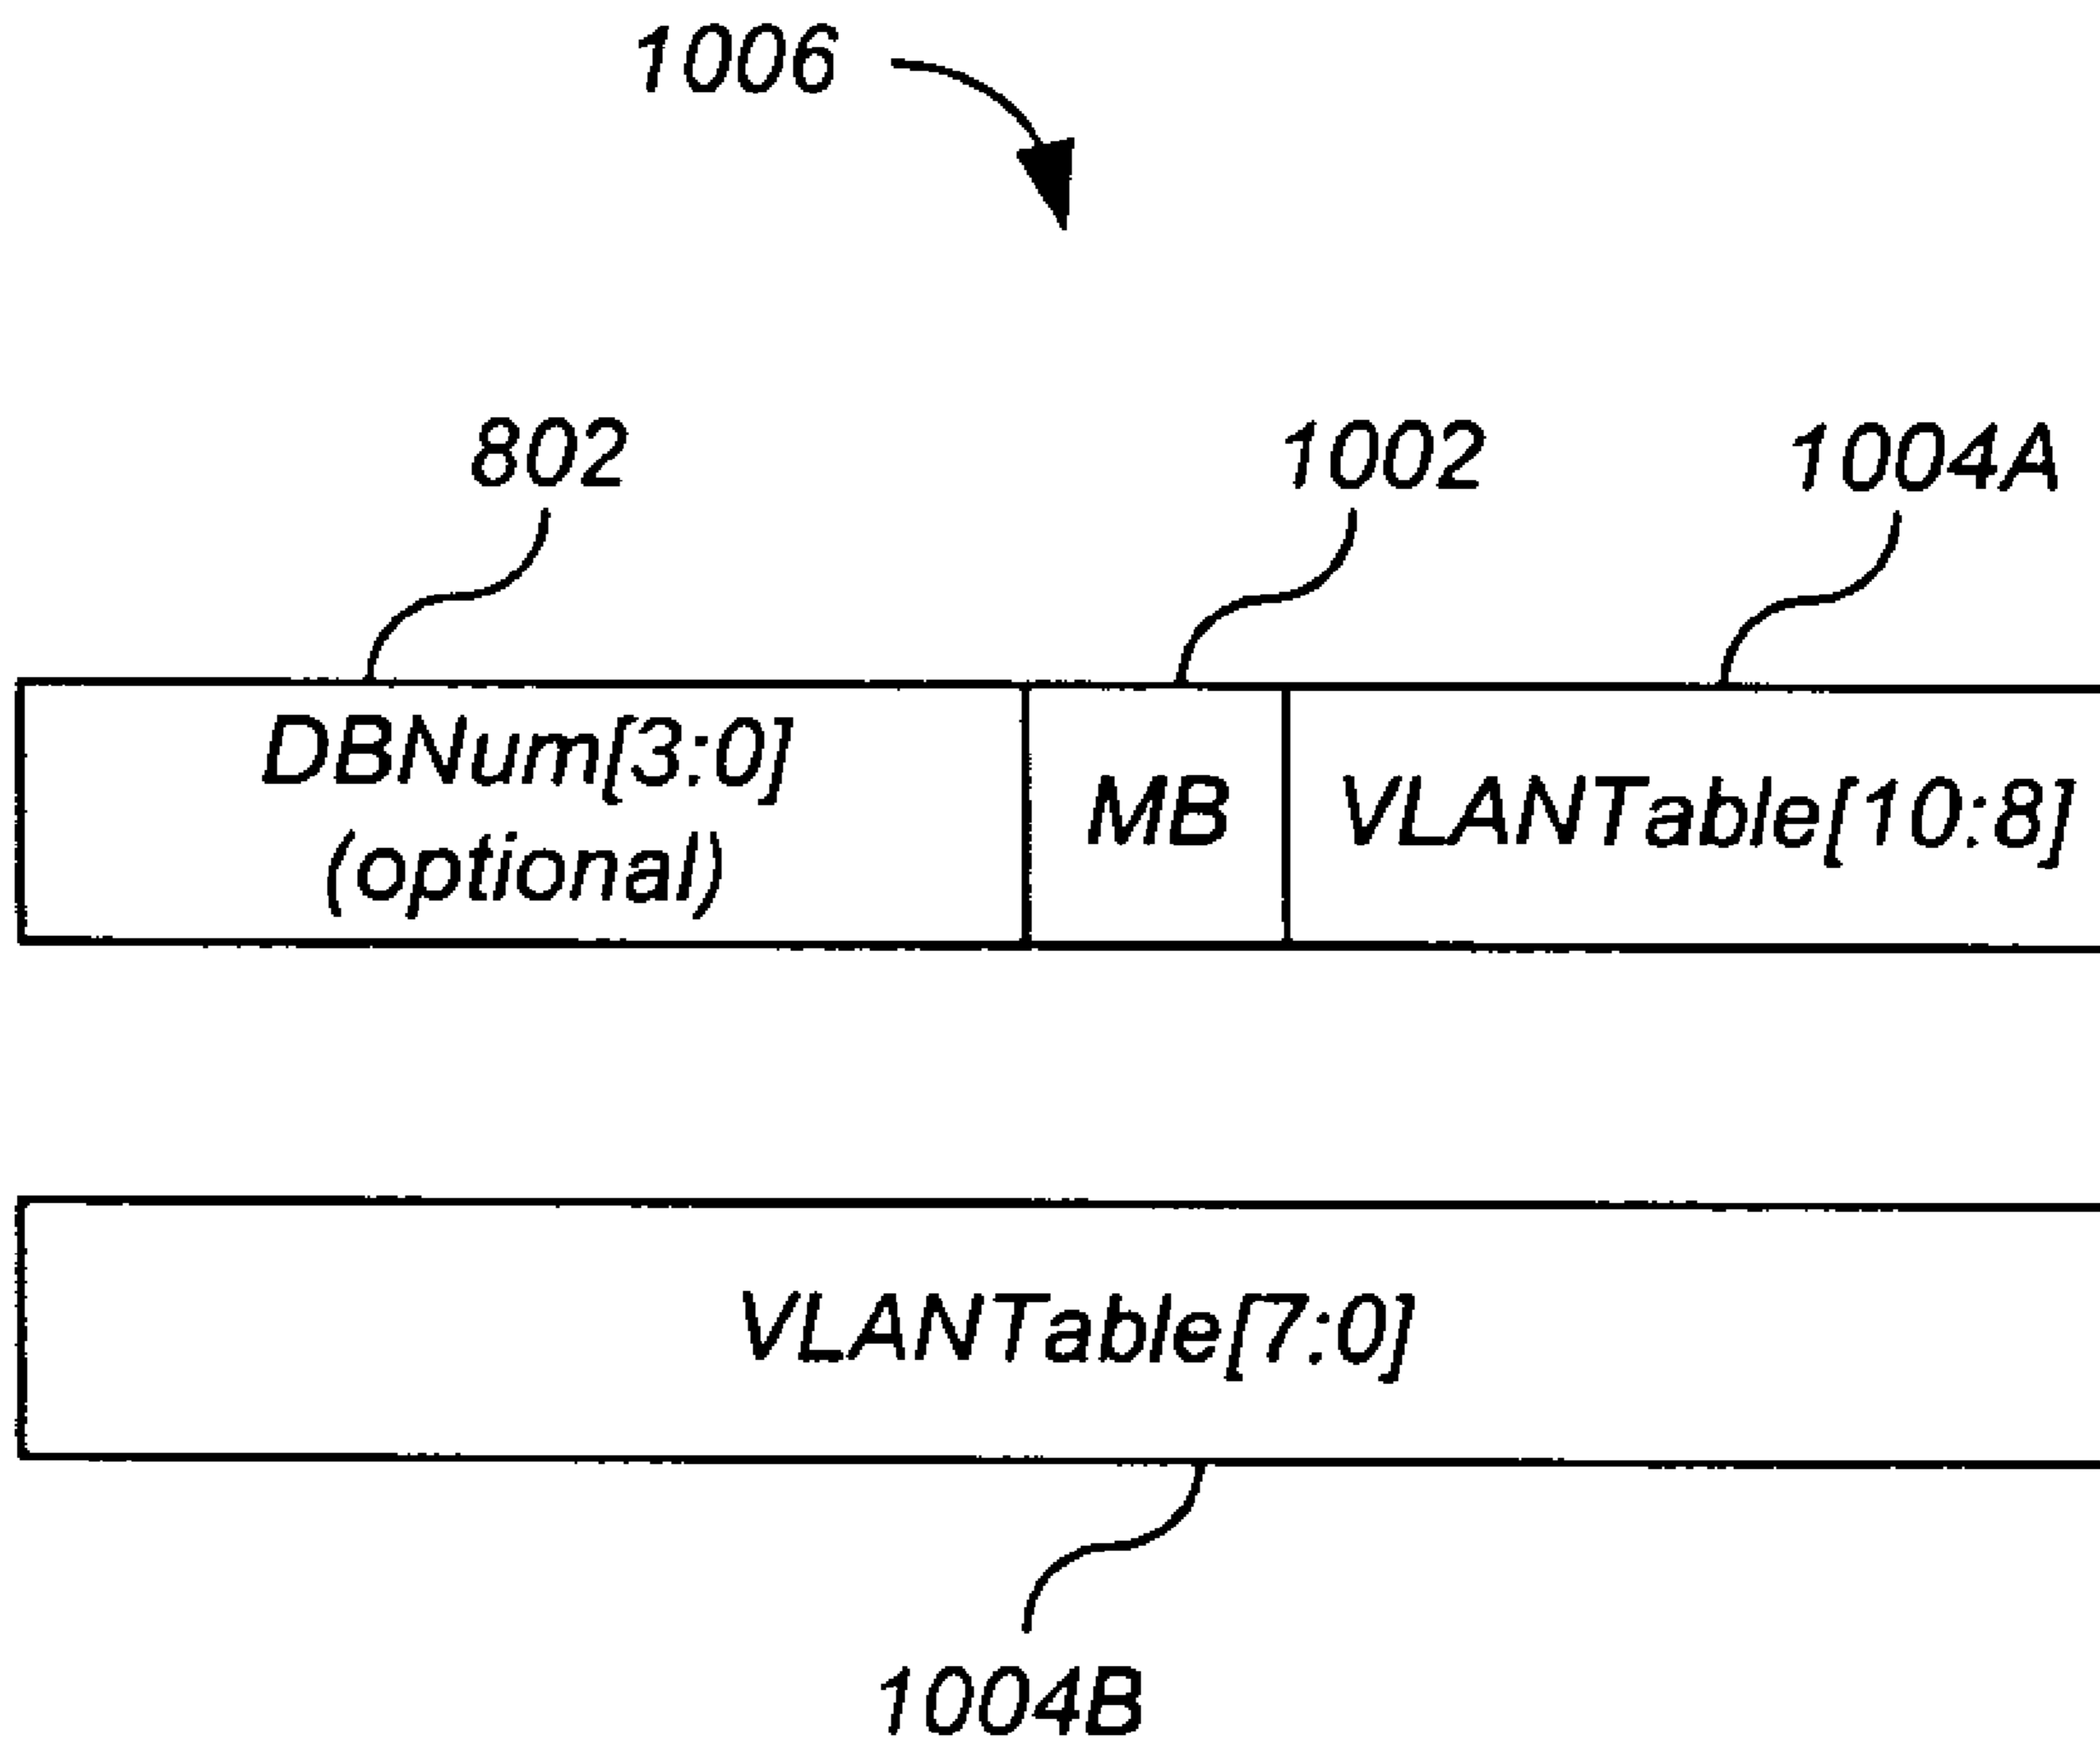 1006
802
1002
1004A
DBNum[3:0]
(optional)
MB
VLANTable[10:8]
VLANTable[7:0]
1004B